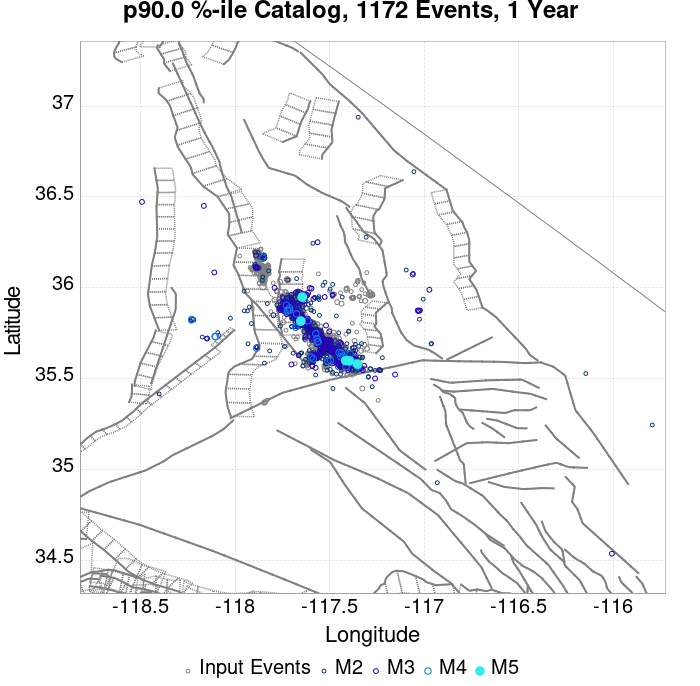 p90.0 %-ile Catalog, 1172 Events, 1 Year
37
36.5
36
35.5
35
34.5
Latitude
-118.5 -118 -117.5 -117 -116.5 -116
Longitude
Input Events M2 M3 M4 M5